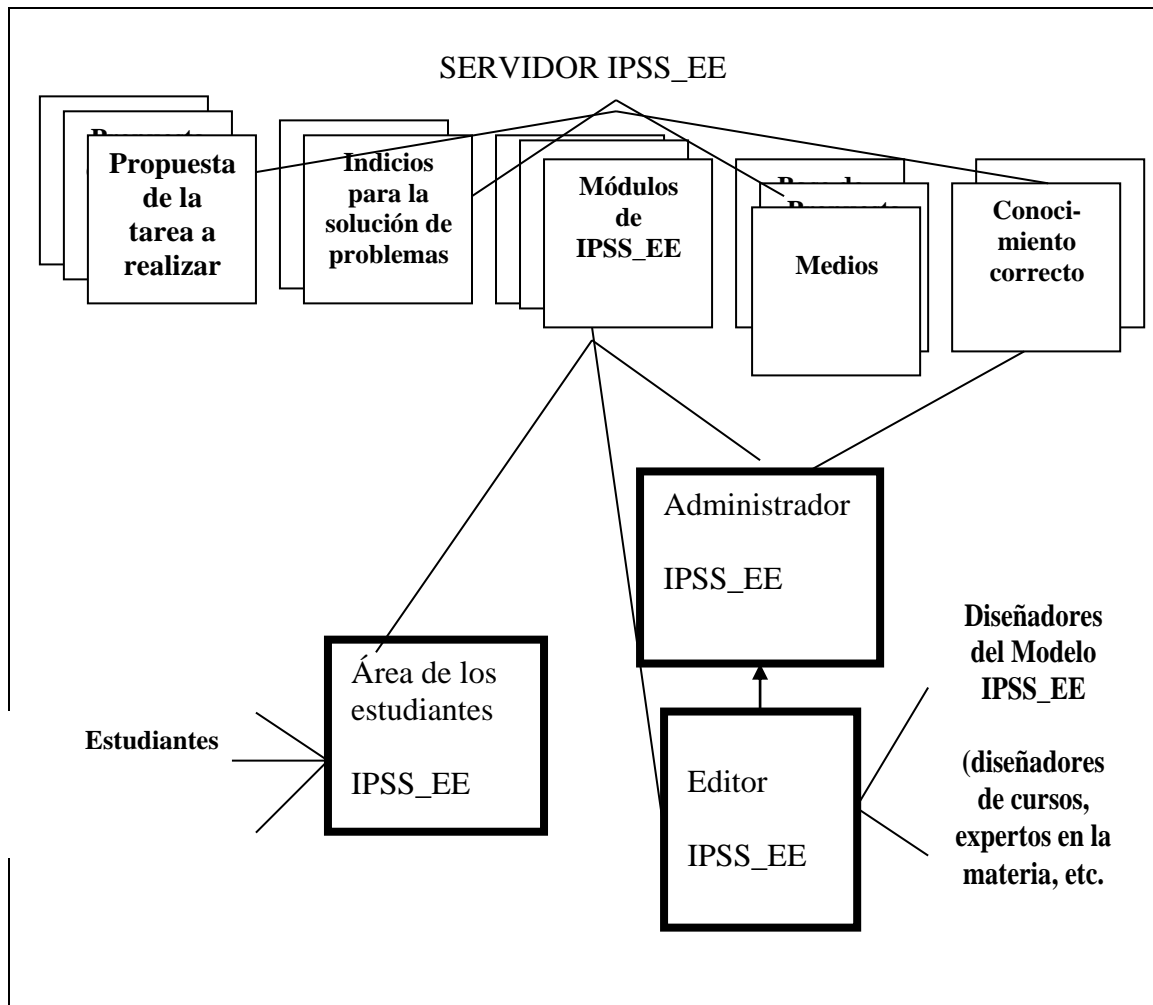 SERVIDOR IPSS_EE
Propuesta
de la
tarea a
realizar
Indicios
para la
solución de
problemas
Módulos
de
IPSS_EE
Medios
Conoci-
miento
correcto
Administrador
IPSS_EE
Área de los
estudiantes
IPSS_EE
Estudiantes
Editor
IPSS_EE
Diseñadores
del Modelo
IPSS_EE
(diseñadores
de cursos,
expertos en la
materia, etc.